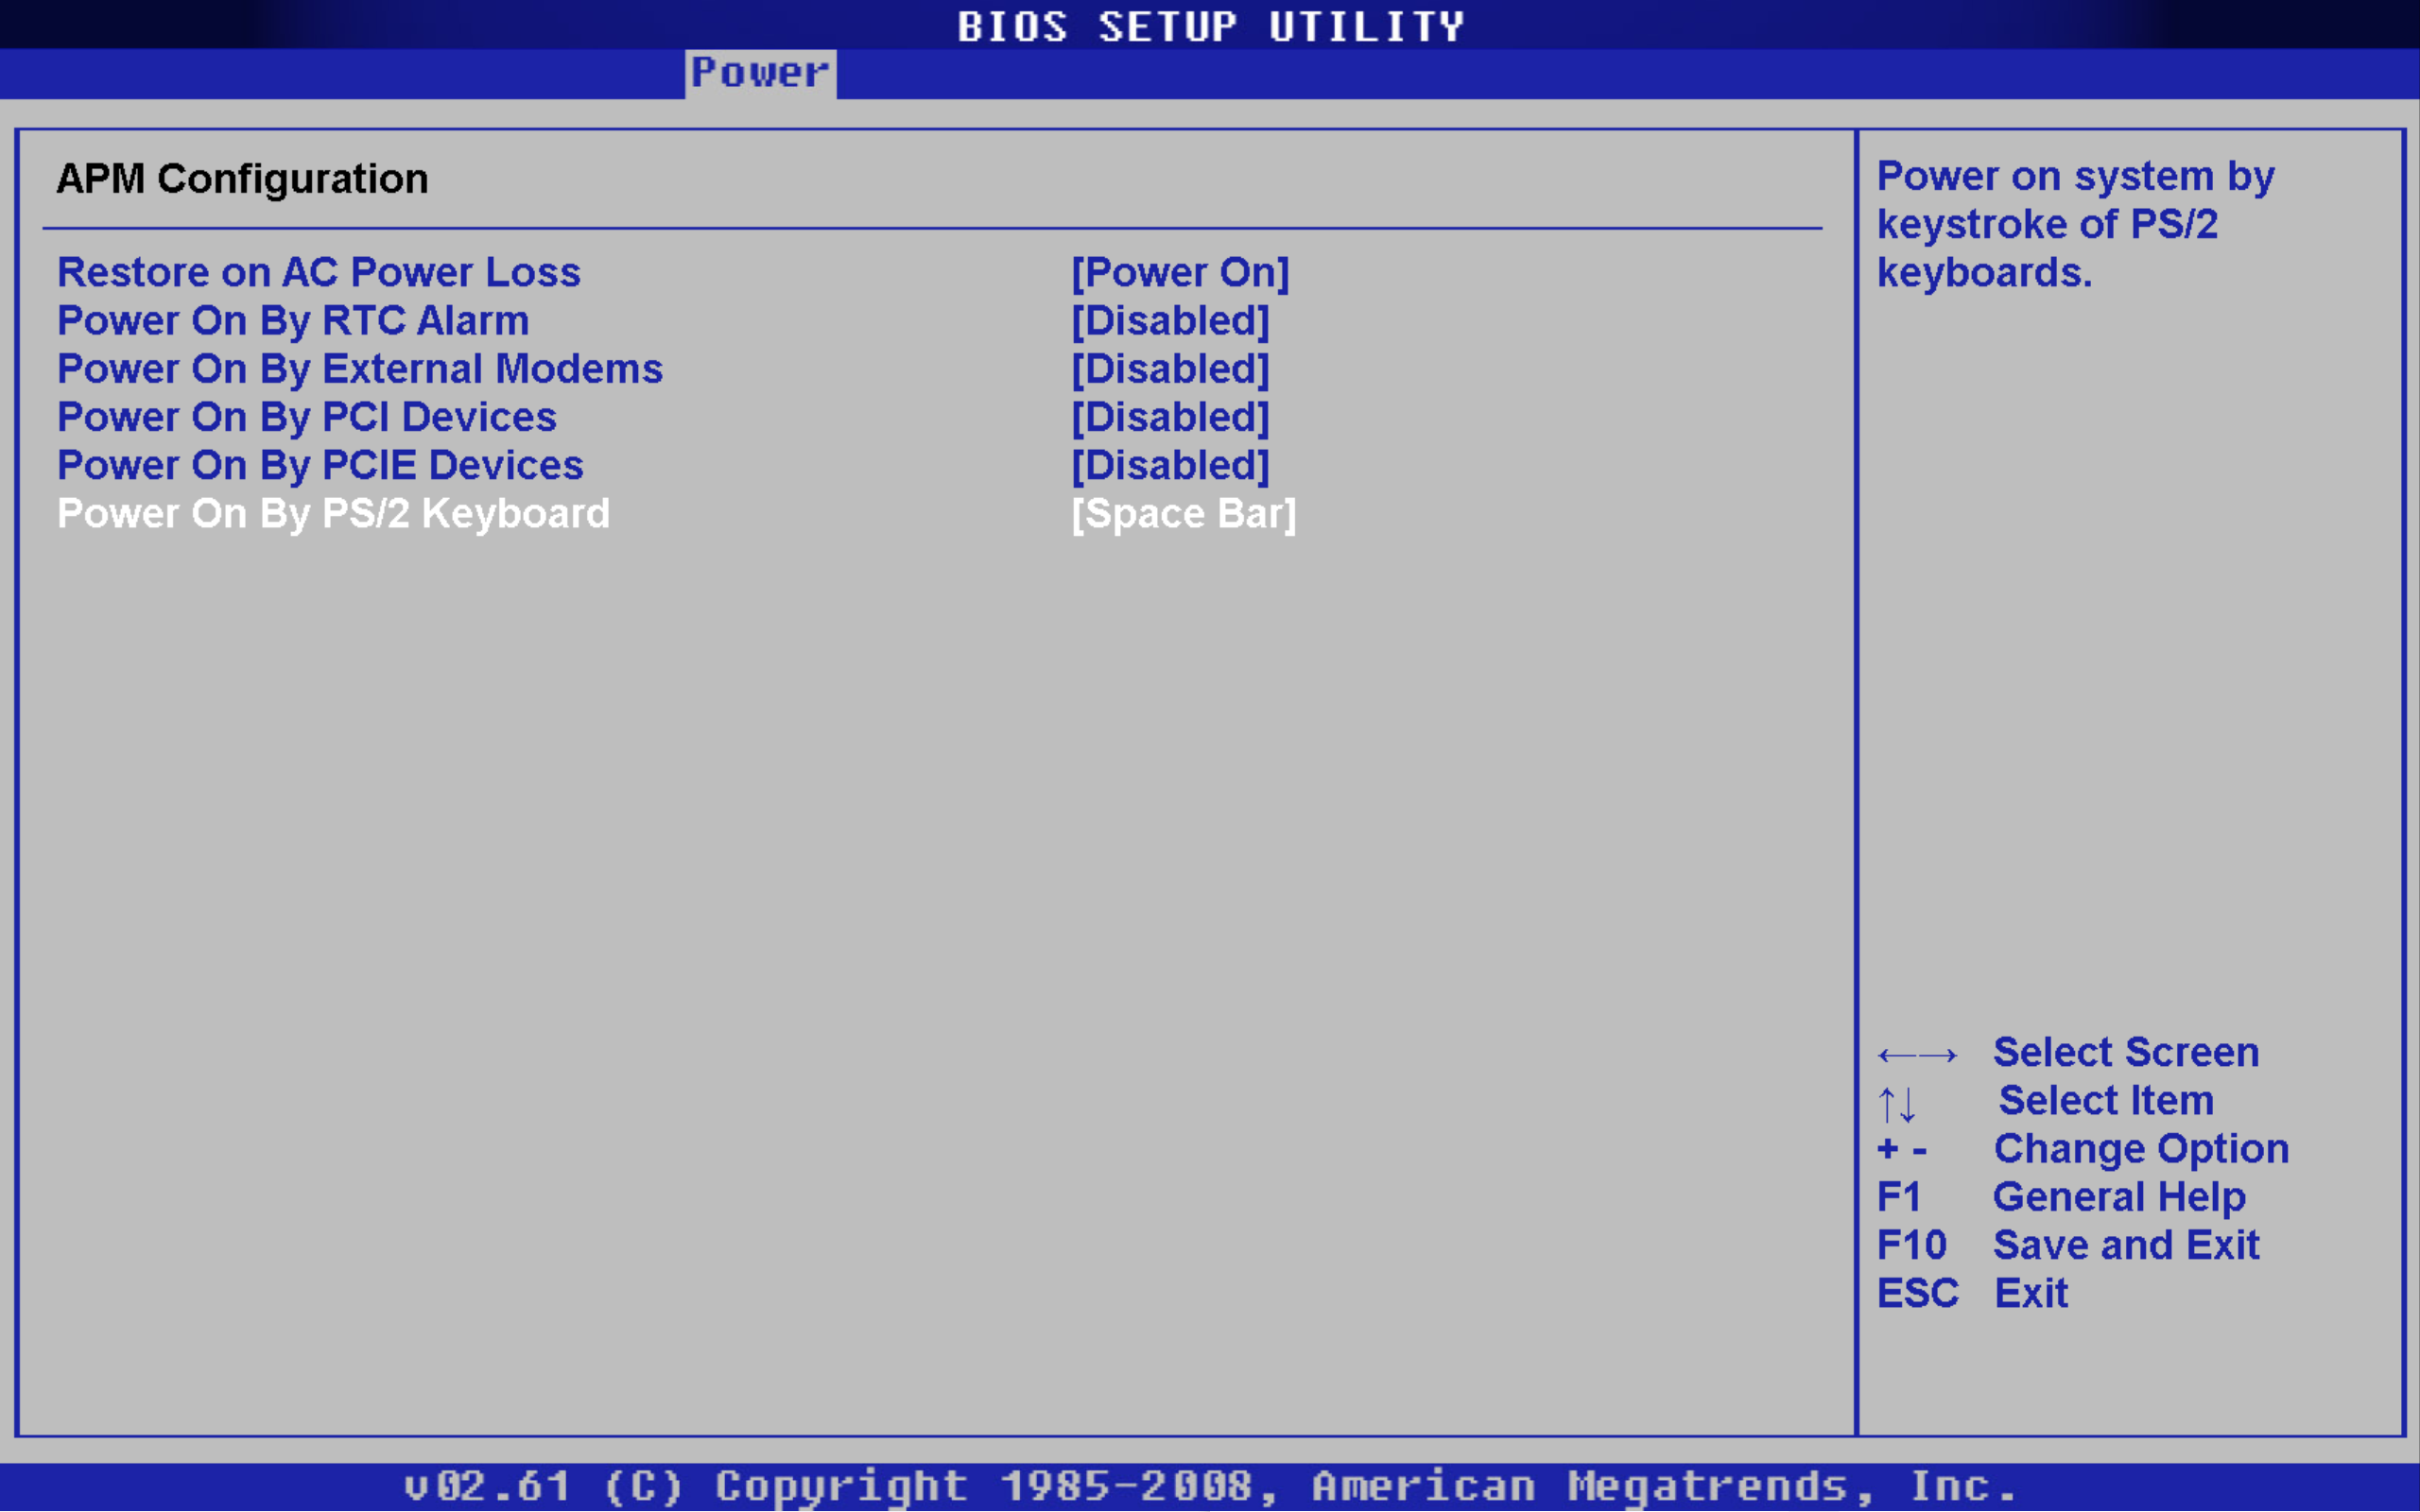 BIOS SETUP UTILITY
Power
APM Configuration
Restore on AC Power Loss [Power On]
Power On By RTC Alarm [Disabled]
Power On By External Modems [Disabled]
Power On By PCI Devices [Disabled]
Power On By PCIE Devices [Disabled]
Power On By PS/2 Keyboard [Space Bar]
Power on system by
keystroke of PS/2
keyboards.
←→ Select Screen
↑↓ Select Item
+ - Change Option
F1 General Help
F10 Save and Exit
ESC Exit
v02.61 (C) Copyright 1985-2008, American Megatrends, Inc.